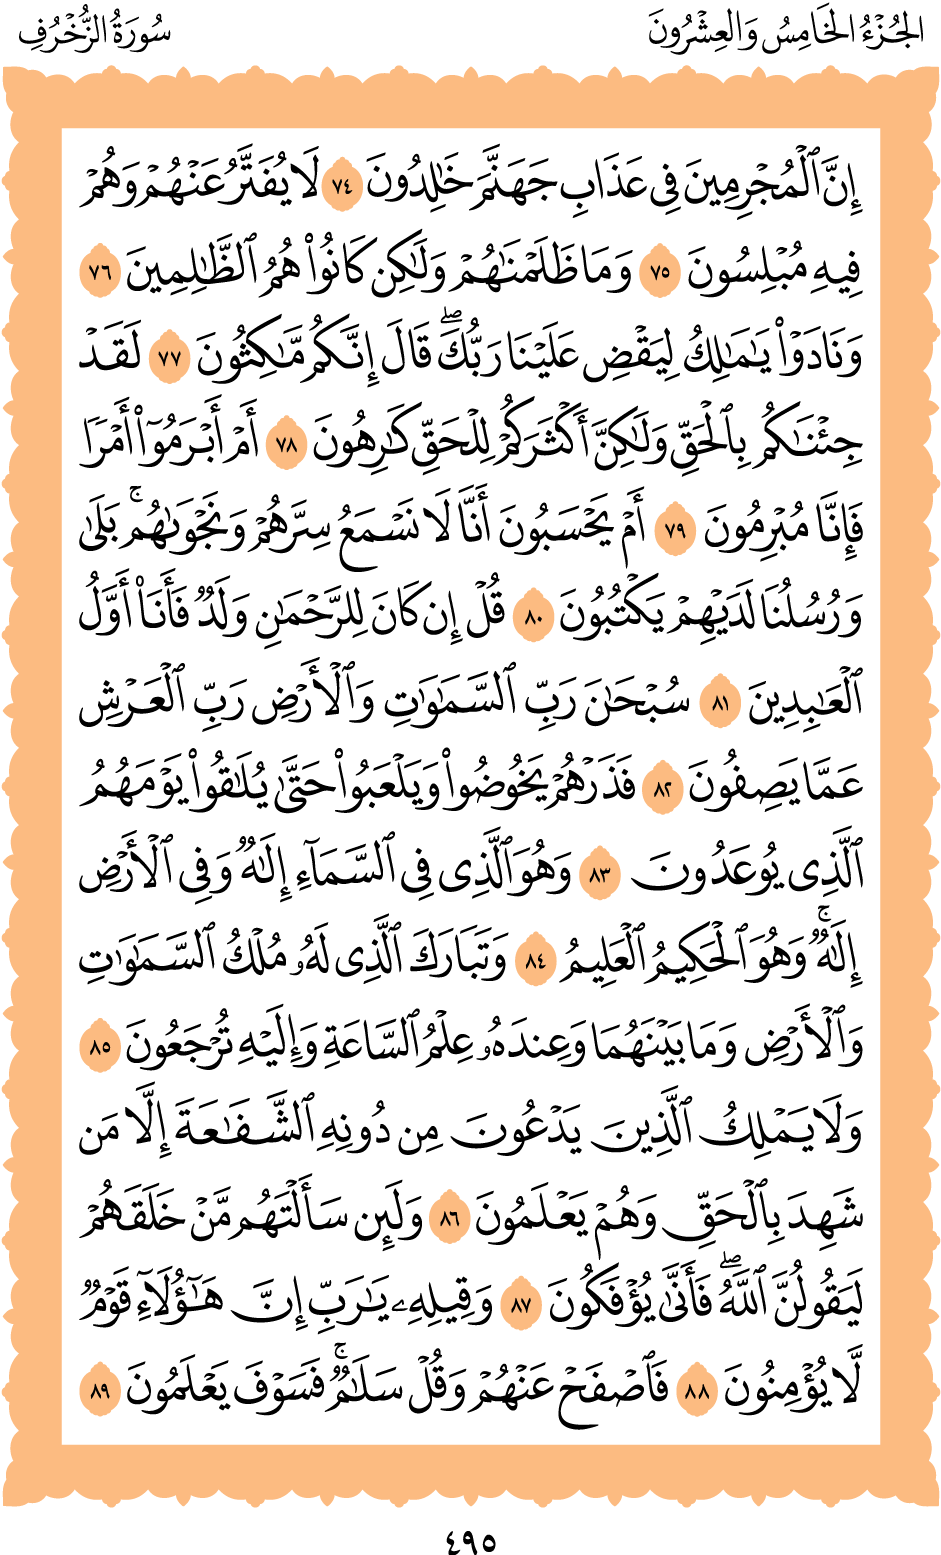 الجُزْءُ الخَامِسُ وَالعِشْرُونَ
سُورَةُ الزُّخْرُفِ
إِنَّ ٱلْمُجْرِمِينَ فِى عَذَابِ جَهَنَّمَ خَٰلِدُونَ ٧٤ لَا يُفَتَّرُ عَنْهُمْ وَهُمْ
فِيهِ مُبْلِسُونَ ٧٥ وَمَا ظَلَمْنَٰهُمْ وَلَٰكِن كَانُوا۟ هُمُ ٱلظَّٰلِمِينَ ٧٦
وَنَادَوْا۟ يَٰمَٰلِكُ لِيَقْضِ عَلَيْنَا رَبُّكَ ۖ قَالَ إِنَّكُم مَّٰكِثُونَ ٧٧ لَقَدْ
جِئْنَٰكُم بِٱلْحَقِّ وَلَٰكِنَّ أَكْثَرَكُمْ لِلْحَقِّ كَٰرِهُونَ ٧٨ أَمْ أَبْرَمُوٓا۟ أَمْرًا
فَإِنَّا مُبْرِمُونَ ٧٩ أَمْ يَحْسَبُونَ أَنَّا لَا نَسْمَعُ سِرَّهُمْ وَنَجْوَىٰهُم ۚ بَلَىٰ
وَرُسُلُنَا لَدَيْهِمْ يَكْتُبُونَ ٨٠ قُلْ إِن كَانَ لِلرَّحْمَٰنِ وَلَدٌ فَأَنَا۠ أَوَّلُ
ٱلْعَٰبِدِينَ ٨١ سُبْحَٰنَ رَبِّ ٱلسَّمَٰوَٰتِ وَٱلْأَرْضِ رَبِّ ٱلْعَرْشِ
عَمَّا يَصِفُونَ ٨٢ فَذَرْهُمْ يَخُوضُوا۟ وَيَلْعَبُوا۟ حَتَّىٰ يُلَٰقُوا۟ يَوْمَهُمُ
ٱلَّذِى يُوعَدُونَ ٨٣ وَهُوَ ٱلَّذِى فِى ٱلسَّمَآءِ إِلَٰهٌ وَفِى ٱلْأَرْضِ
إِلَٰهٌ ۚ وَهُوَ ٱلْحَكِيمُ ٱلْعَلِيمُ ٨٤ وَتَبَارَكَ ٱلَّذِى لَهُۥ مُلْكُ ٱلسَّمَٰوَٰتِ
وَٱلْأَرْضِ وَمَا بَيْنَهُمَا وَعِندَهُۥ عِلْمُ ٱلسَّاعَةِ وَإِلَيْهِ تُرْجَعُونَ ٨٥
وَلَا يَمْلِكُ ٱلَّذِينَ يَدْعُونَ مِن دُونِهِ ٱلشَّفَٰعَةَ إِلَّا مَن
شَهِدَ بِٱلْحَقِّ وَهُمْ يَعْلَمُونَ ٨٦ وَلَئِن سَأَلْتَهُم مَّنْ خَلَقَهُمْ
لَيَقُولُنَّ ٱللَّهُ ۖ فَأَنَّىٰ يُؤْفَكُونَ ٨٧ وَقِيلِهِۦ يَٰرَبِّ إِنَّ هَٰٓؤُلَآءِ قَوْمٌ
لَّا يُؤْمِنُونَ ٨٨ فَٱصْفَحْ عَنْهُمْ وَقُلْ سَلَٰمٌ ۚ فَسَوْفَ يَعْلَمُونَ ٨٩
٤٩٥